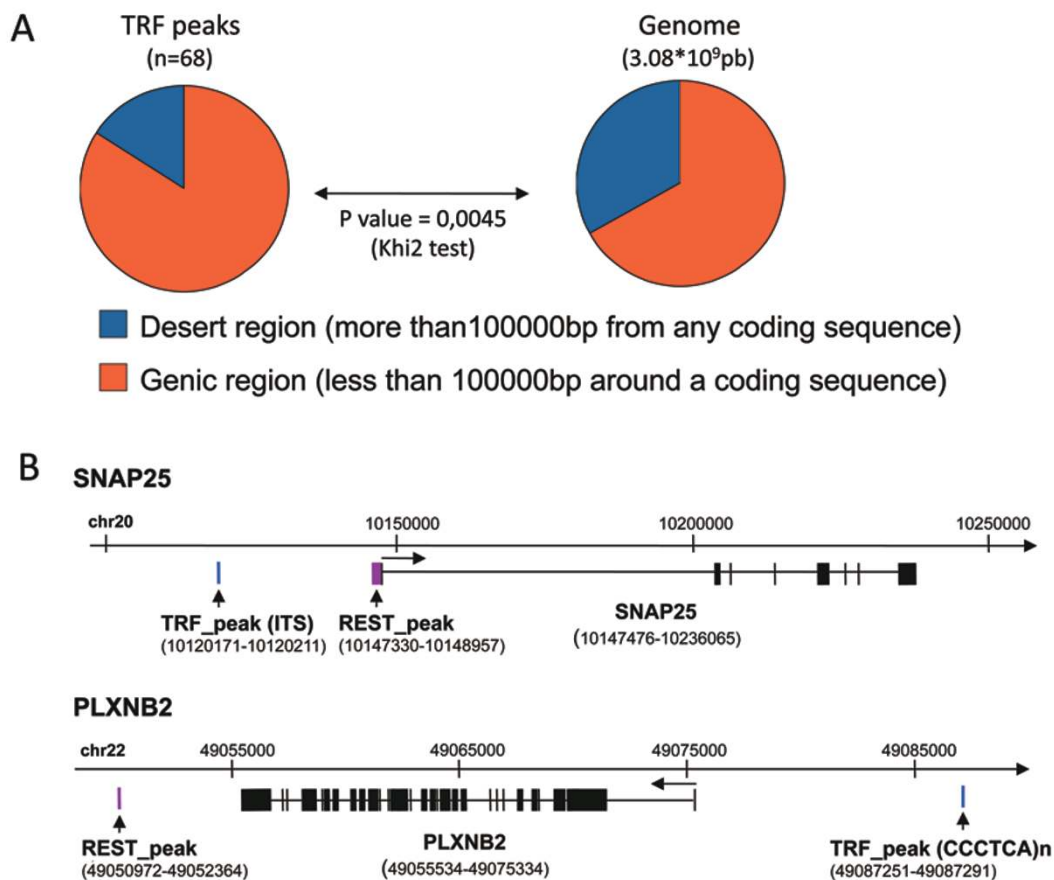 A
TRF peaks
(n=68)
Genome
(3.08*10⁹pb)
P value = 0,0045
(Khi2 test)
Desert region (more than100000bp from any coding sequence)
Genic region (less than 100000bp around a coding sequence)
B
SNAP25
chr20
10150000
10200000
10250000
TRF_peak (ITS)
(10120171-10120211)
REST_peak
(10147330-10148957)
SNAP25
(10147476-10236065)
PLXNB2
chr22
49055000
49065000
49075000
49085000
REST_peak
(49050972-49052364)
PLXNB2
(49055534-49075334)
TRF_peak (CCCTCA)n
(49087251-49087291)